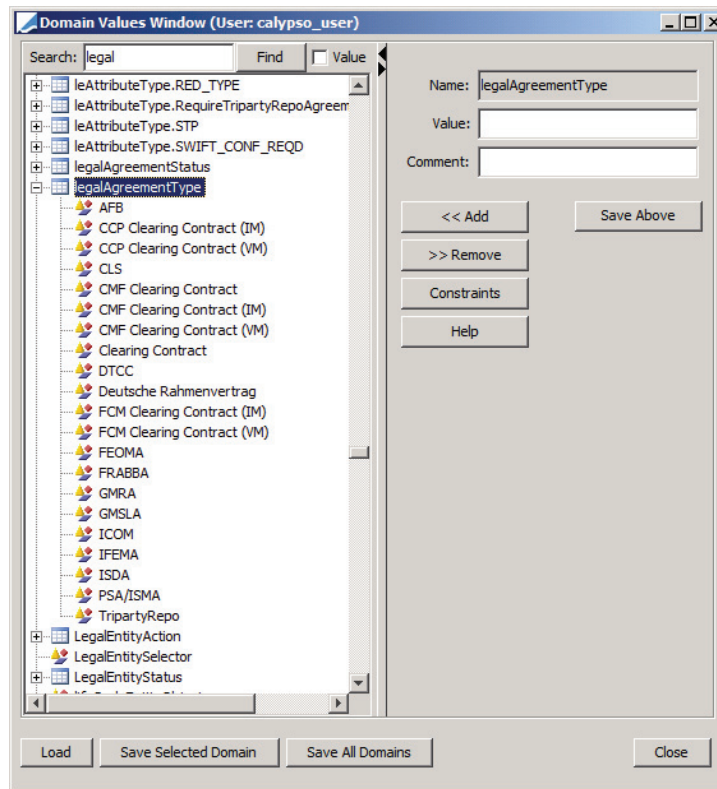 Domain Values Window (User: calypso_user)
Search: legal Find Value
leAttributeType.RED_TYPE
leAttributeType.RequireTripartyRepoAgreem
leAttributeType.STP
leAttributeType.SWIFT_CONF_REQD
legalAgreementStatus
legalAgreementType
AFB
CCP Clearing Contract (IM)
CCP Clearing Contract (VM)
CLS
CMF Clearing Contract
CMF Clearing Contract (IM)
CMF Clearing Contract (VM)
Clearing Contract
DTCC
Deutsche Rahmenvertrag
FCM Clearing Contract (IM)
FCM Clearing Contract (VM)
FEOMA
FRABBA
GMRA
GMSLA
ICOM
IFEMA
ISDA
PSA/ISMA
TripartyRepo
LegalEntityAction
LegalEntitySelector
LegalEntityStatus
Name: legalAgreementType
Value:
Comment:
<< Add Save Above
>> Remove
Constraints
Help
Load Save Selected Domain Save All Domains Close